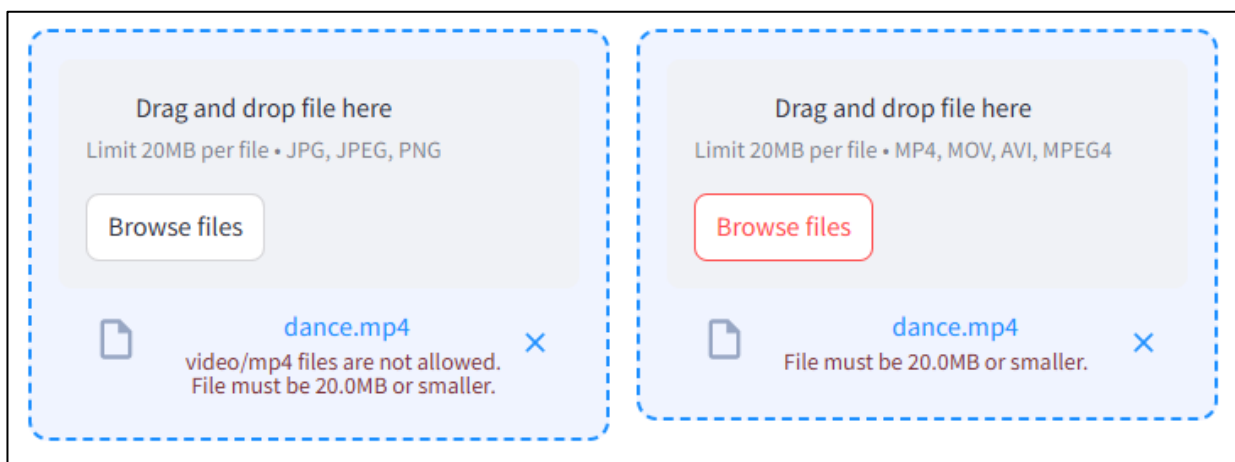 Drag and drop file here
Limit 20MB per file • JPG, JPEG, PNG
Browse files
dance.mp4
video/mp4 files are not allowed.
File must be 20.0MB or smaller.
Drag and drop file here
Limit 20MB per file • MP4, MOV, AVI, MPEG4
Browse files
dance.mp4
File must be 20.0MB or smaller.